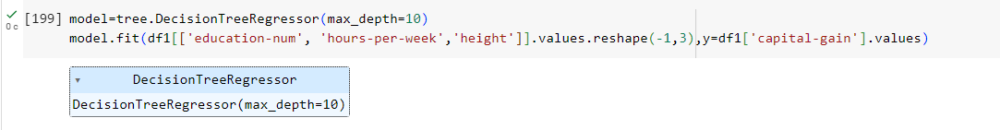 [199] model=tree.DecisionTreeRegressor(max_depth=10)
0 с
model.fit(df1[['education-num', 'hours-per-week','height']].values.reshape(-1,3),y=df1['capital-gain'].values)
▾ DecisionTreeRegressor
DecisionTreeRegressor(max_depth=10)